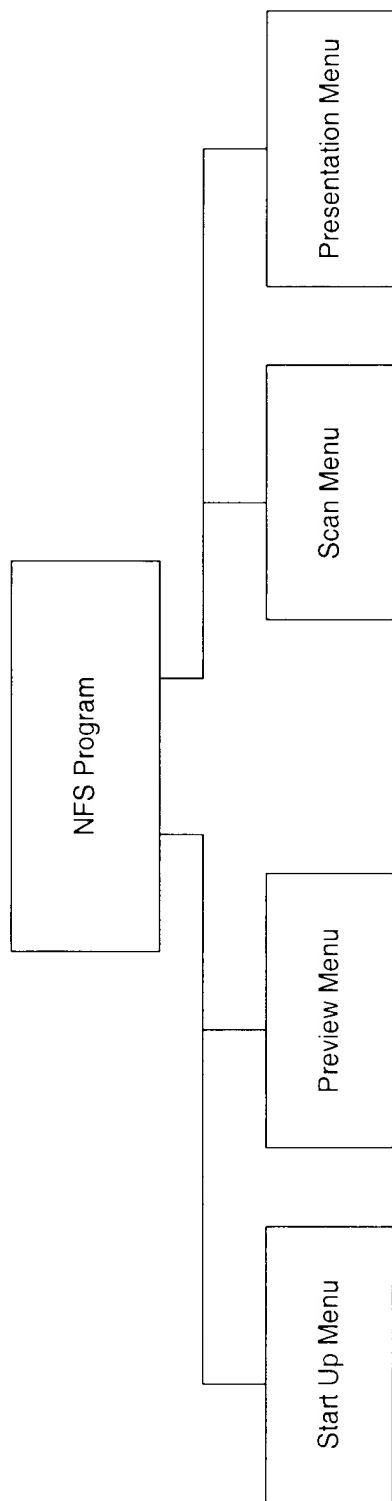 NFS Program
Start Up Menu
Preview Menu
Scan Menu
Presentation Menu